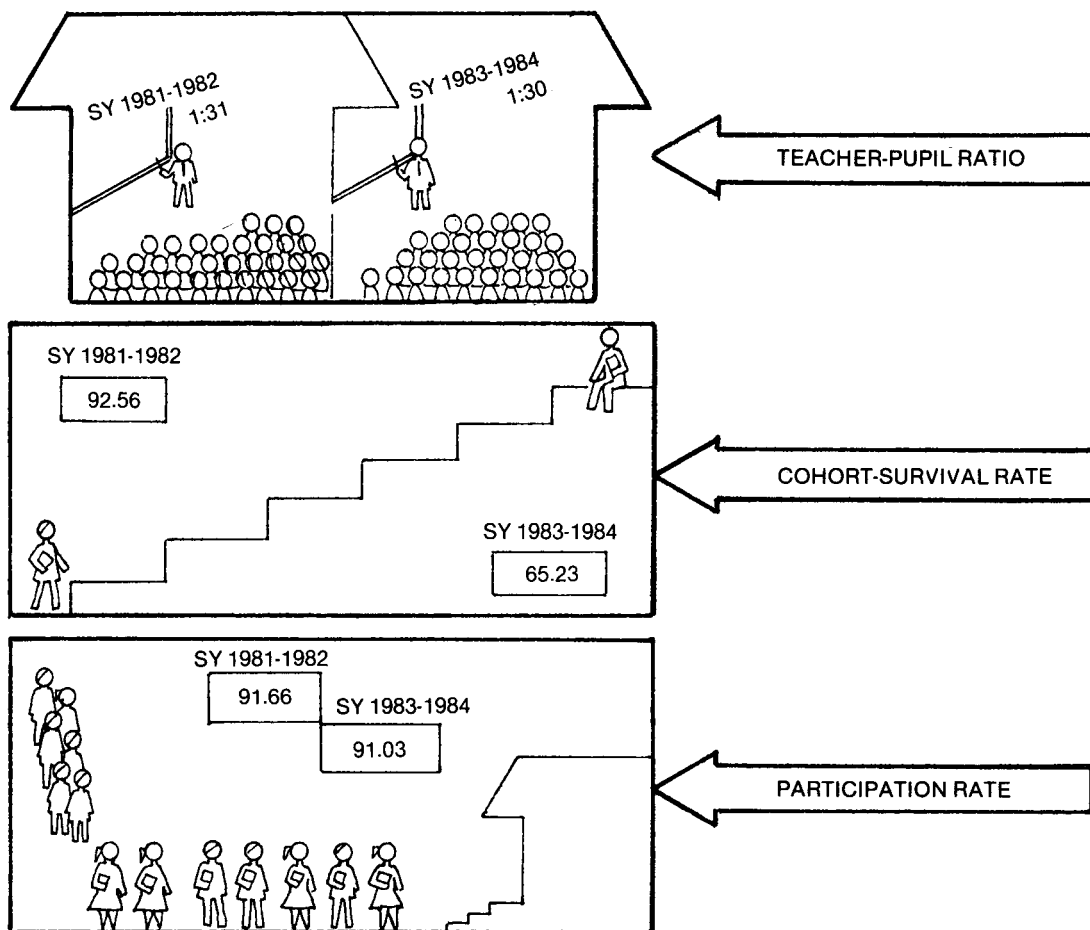 SY 1981-1982
1:31
SY 1983-1984
1:30
TEACHER-PUPIL RATIO
SY 1981-1982
92.56
SY 1983-1984
65.23
COHORT-SURVIVAL RATE
SY 1981-1982
91.66
SY 1983-1984
91.03
PARTICIPATION RATE